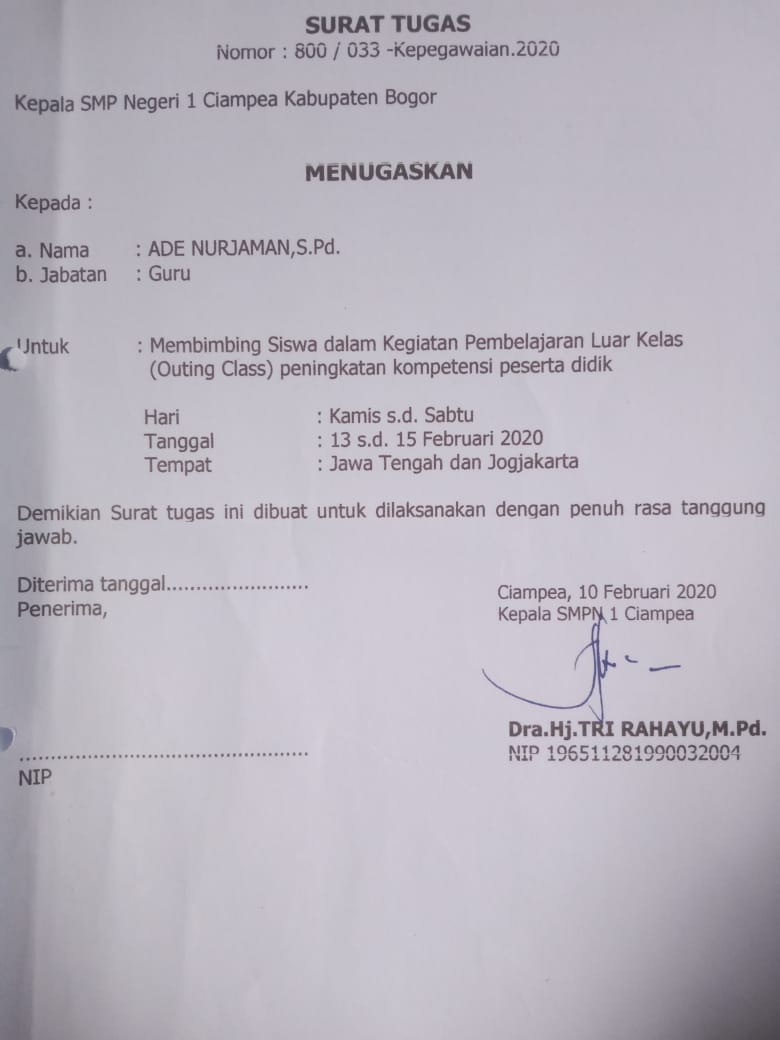 SURAT TUGAS
Nomor : 800 / 033 -Kepegawaian.2020
Kepala SMP Negeri 1 Ciampea Kabupaten Bogor
MENUGASKAN
Kepada :
a. Nama : ADE NURJAMAN,S.Pd.
b. Jabatan : Guru
Untuk : Membimbing Siswa dalam Kegiatan Pembelajaran Luar Kelas
(Outing Class) peningkatan kompetensi peserta didik
Hari : Kamis s.d. Sabtu
Tanggal : 13 s.d. 15 Februari 2020
Tempat : Jawa Tengah dan Jogjakarta
Demikian Surat tugas ini dibuat untuk dilaksanakan dengan penuh rasa tanggung
jawab.
Diterima tanggal........................
Penerima,
Ciampea, 10 Februari 2020
Kepala SMPN 1 Ciampea
Dra.Hj.TRI RAHAYU,M.Pd.
NIP 196511281990032004
................................................
NIP